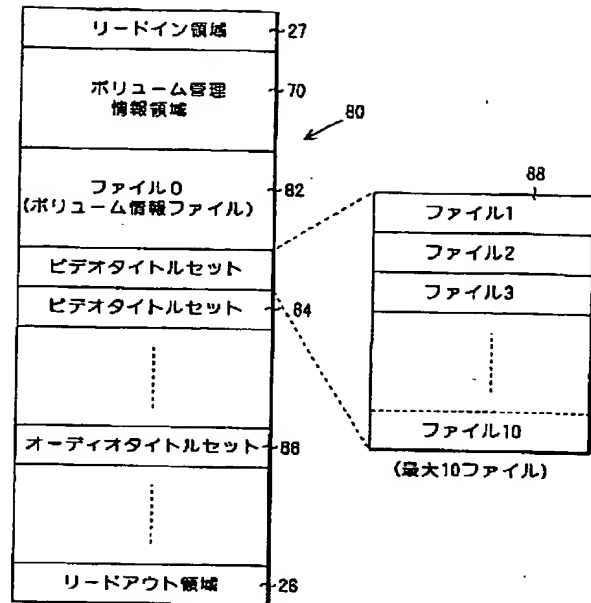 リードイン領域
27
ボリューム管理
情報領域
70
80
ファイル0
(ボリューム情報ファイル)
82
ビデオタイトルセット
ビデオタイトルセット
84
オーディオタイトルセット
86
リードアウト領域
26
88
ファイル1
ファイル2
ファイル3
ファイル10
(最大10ファイル)